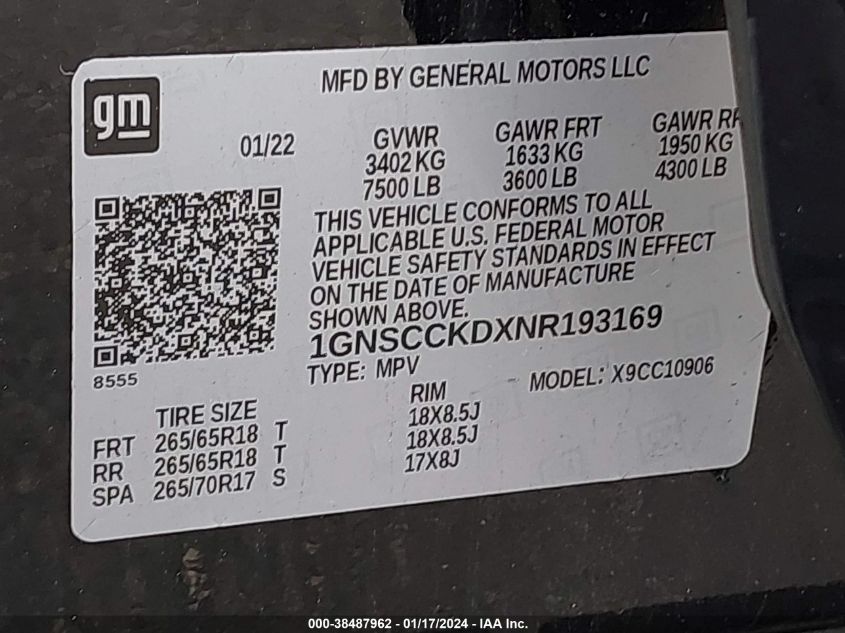 MFD BY GENERAL MOTORS LLC
gm
01/22
GVWR GAWR FRT GAWR RR
3402 KG 1633 KG 1950 KG
7500 LB 3600 LB 4300 LB
THIS VEHICLE CONFORMS TO ALL
APPLICABLE U.S. FEDERAL MOTOR
VEHICLE SAFETY STANDARDS IN EFFECT
ON THE DATE OF MANUFACTURE
SHOWN ABOVE.
1GNSCCKDXNR193169
8555
TYPE: MPV MODEL: X9CC10906
TIRE SIZE RIM
FRT 265/65R18 T 18X8.5J
RR 265/65R18 T 18X8.5J
SPA 265/70R17 S 17X8J
000-38487962 - 01/17/2024 - IAA Inc.